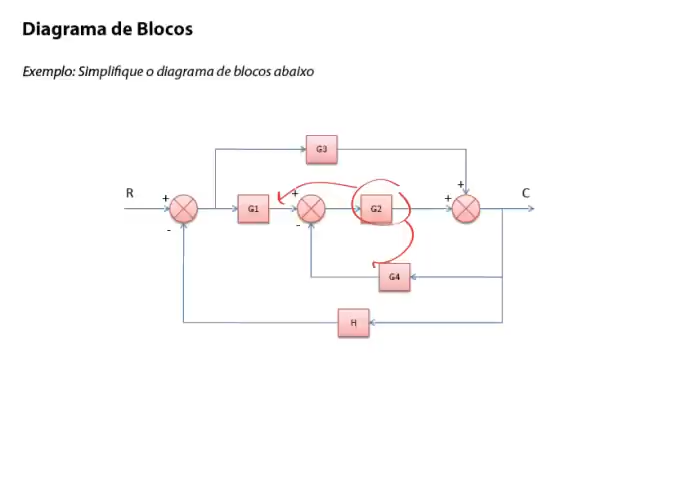 Diagrama de Blocos
Exemplo: Simplifique o diagrama de blocos abaixo
G3
R + + + + C
G1 G2
- -
G4
H